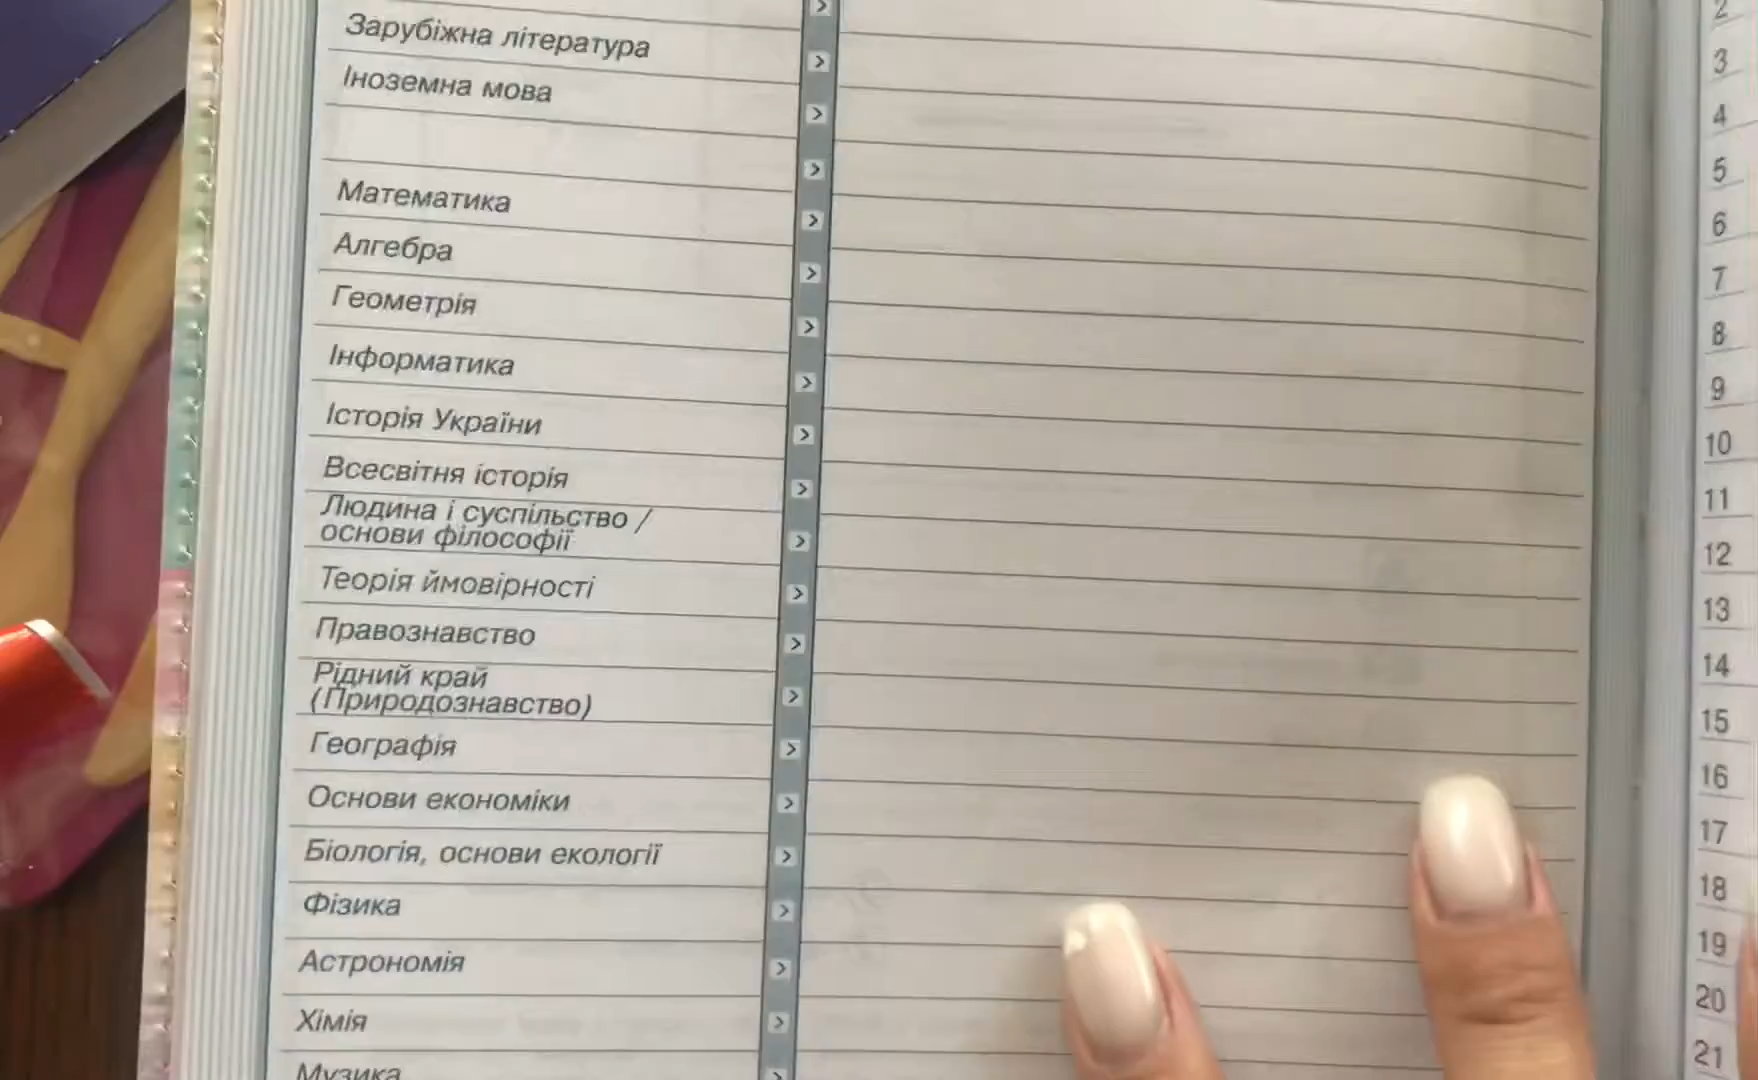 Зарубіжна література
Іноземна мова
Математика
Алгебра
Геометрія
Інформатика
Історія України
Всесвітня історія
Людина і суспільство /
основи філософії
Теорія ймовірності
Правознавство
Рідний край
(Природознавство)
Географія
Основи економіки
Біологія, основи екології
Фізика
Астрономія
Хімія
Музика
2
3
4
5
6
7
8
9
10
11
12
13
14
15
16
17
18
19
20
21